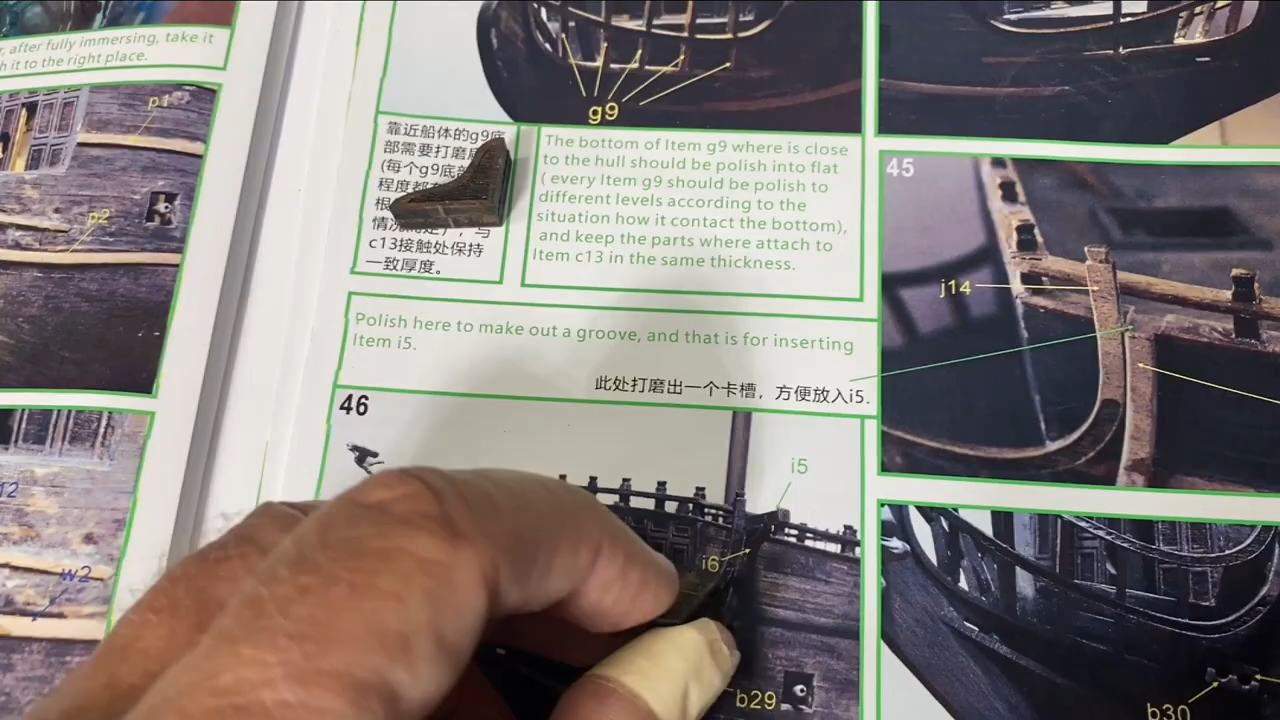 , after fully immersing, take it
it to the right place.
p1
p2
w2
g9
靠近船体的g9底
部需要打磨
(每个g9底
程度都
根
情况
c13接触处保持
一致厚度。
The bottom of Item g9 where is close
to the hull should be polish into flat
( every Item g9 should be polish to
different levels according to the
situation how it contact the bottom),
and keep the parts where attach to
Item c13 in the same thickness.
Polish here to make out a groove, and that is for inserting
Item i5.
此处打磨出一个卡槽，方便放入i5.
46
i5
i6
b29
45
j14
b30